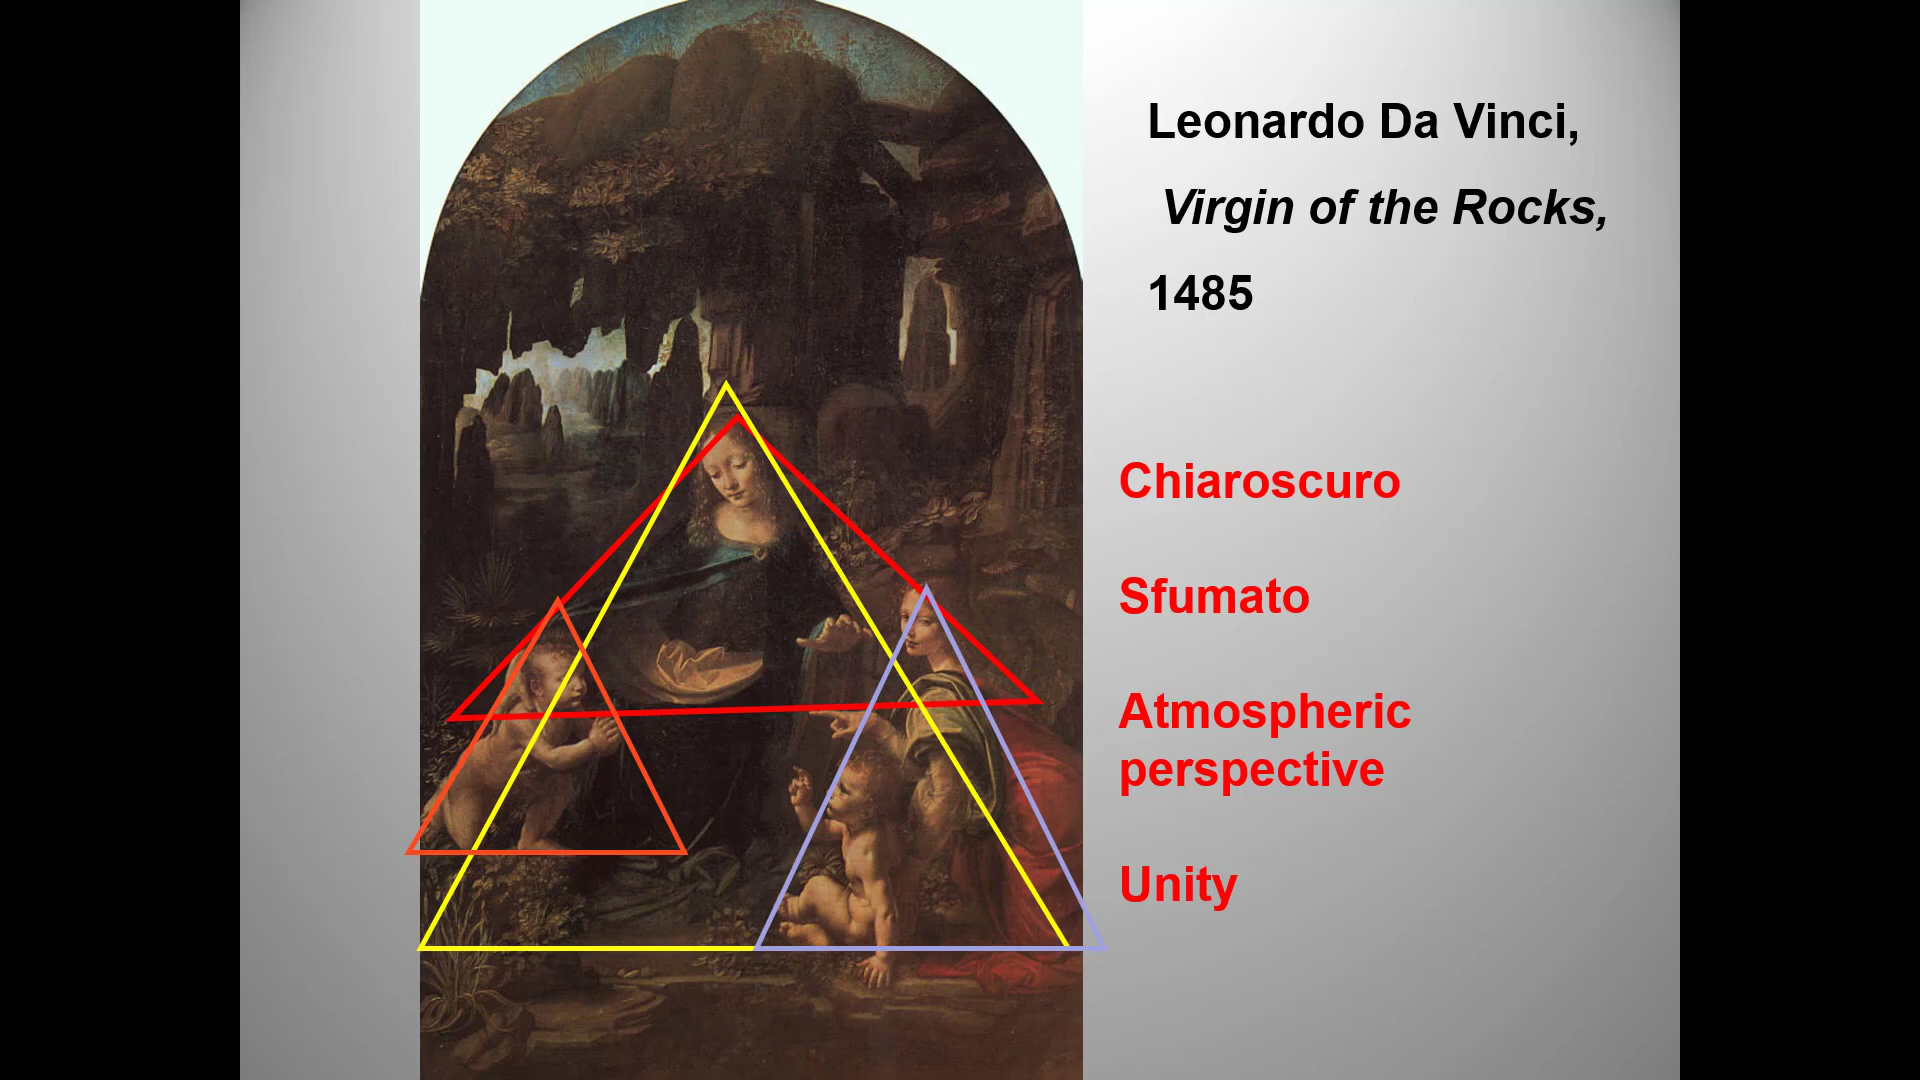 Leonardo Da Vinci,
Virgin of the Rocks,
1485
Chiaroscuro
Sfumato
Atmospheric
perspective
Unity